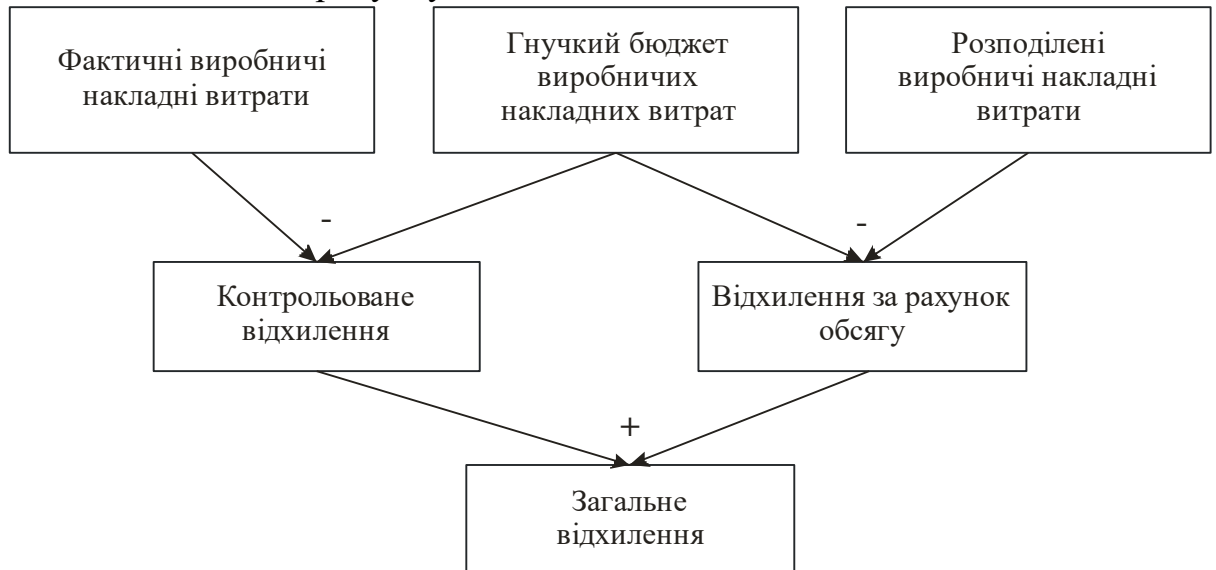 Фактичні виробничі
накладні витрати
Гнучкий бюджет
виробничих
накладних витрат
Розподілені
виробничі накладні
витрати
-
-
Контрольоване
відхилення
Відхилення за рахунок
обсягу
+
Загальне
відхилення